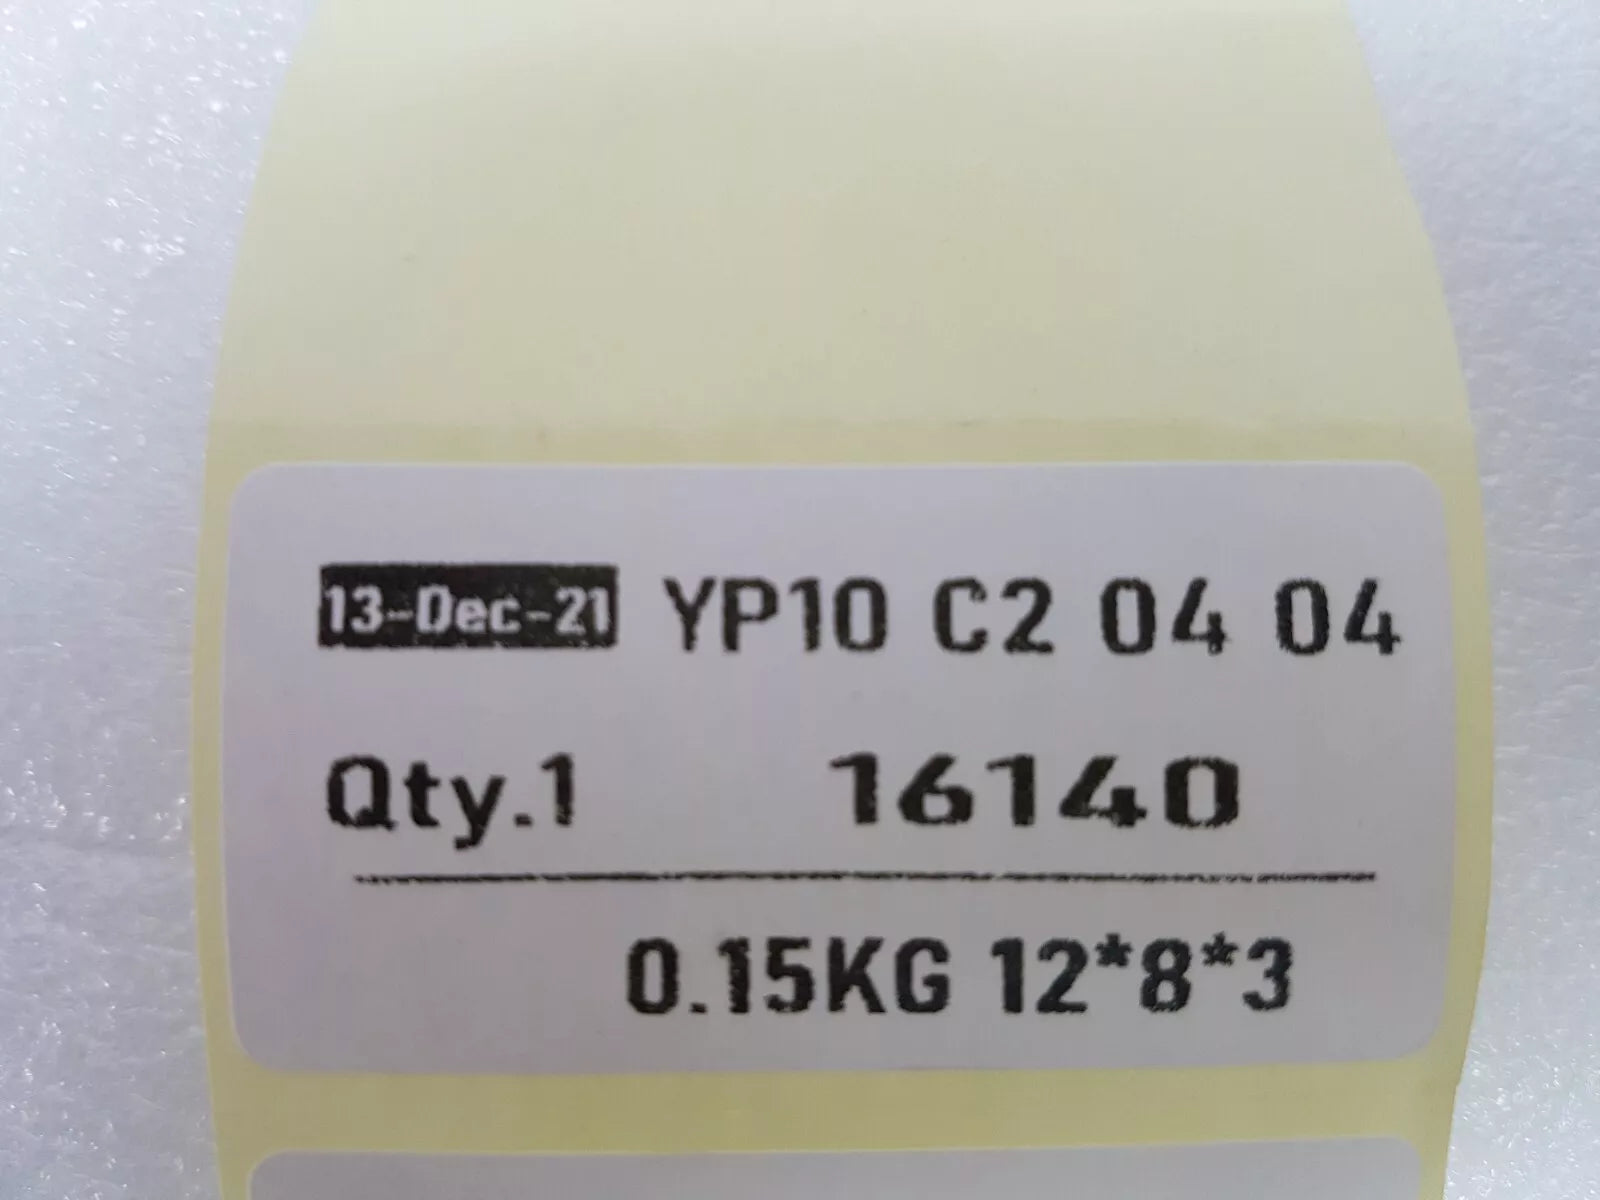 13-Dec-21 YP10 C2 04 04
Qty.1 16140
0.15KG 12*8*3